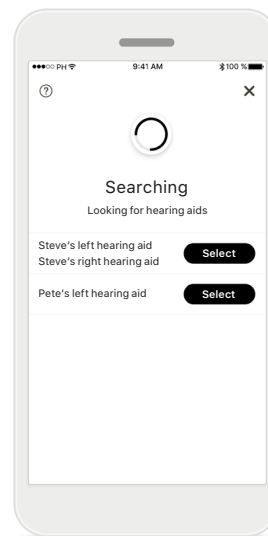 PH 9:41 AM 100 %
?
Searching
Looking for hearing aids
Steve's left hearing aid
Steve's right hearing aid
Select
Pete's left hearing aid
Select